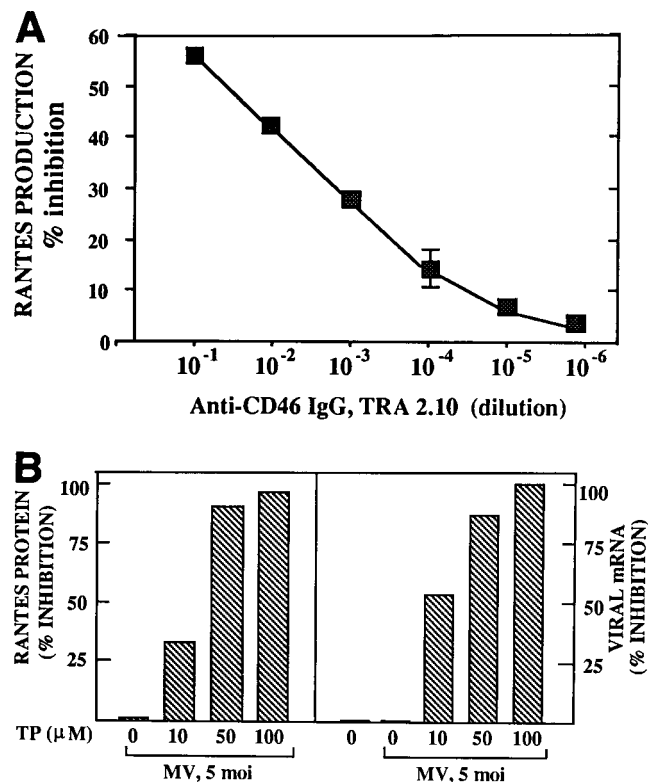 A
RANTES PRODUCTION
% inhibition
60
50
40
30
20
10
0
10-1 10-2 10-3 10-4 10-5 10-6
Anti-CD46 IgG, TRA 2.10 (dilution)
B
RANTES PROTEIN
(% INHIBITION)
100
75
50
25
100
75
50
25
VIRAL mRNA
(% INHIBITION)
TP (μM) 0 10 50 100 0 0 10 50 100
MV, 5 moi MV, 5 moi